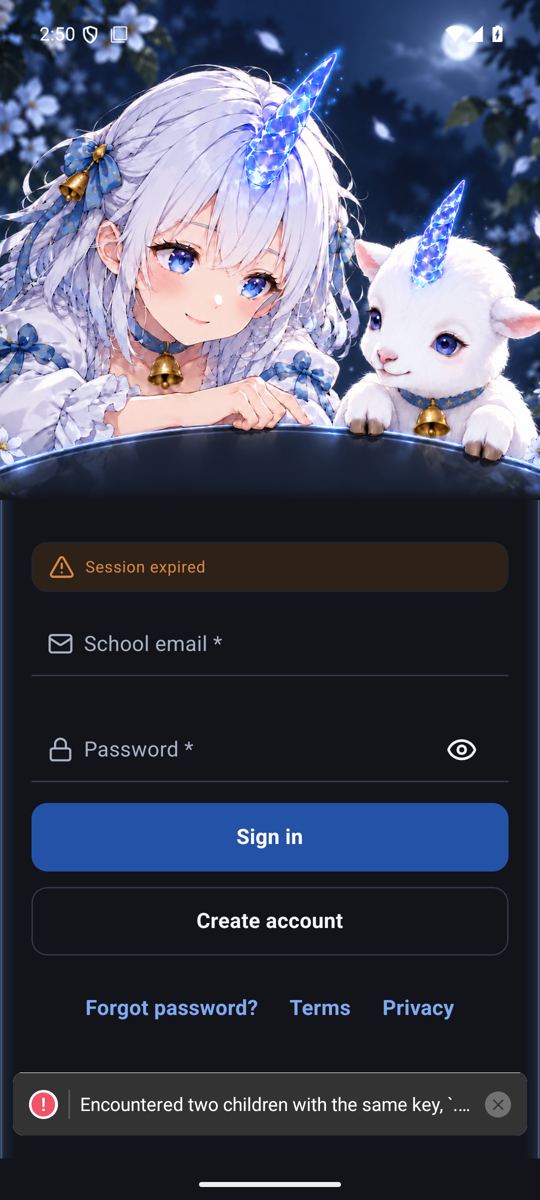 2:50
Session expired
School email *
Password *
Sign in
Create account
Forgot password? Terms Privacy
Encountered two children with the same key, `.…